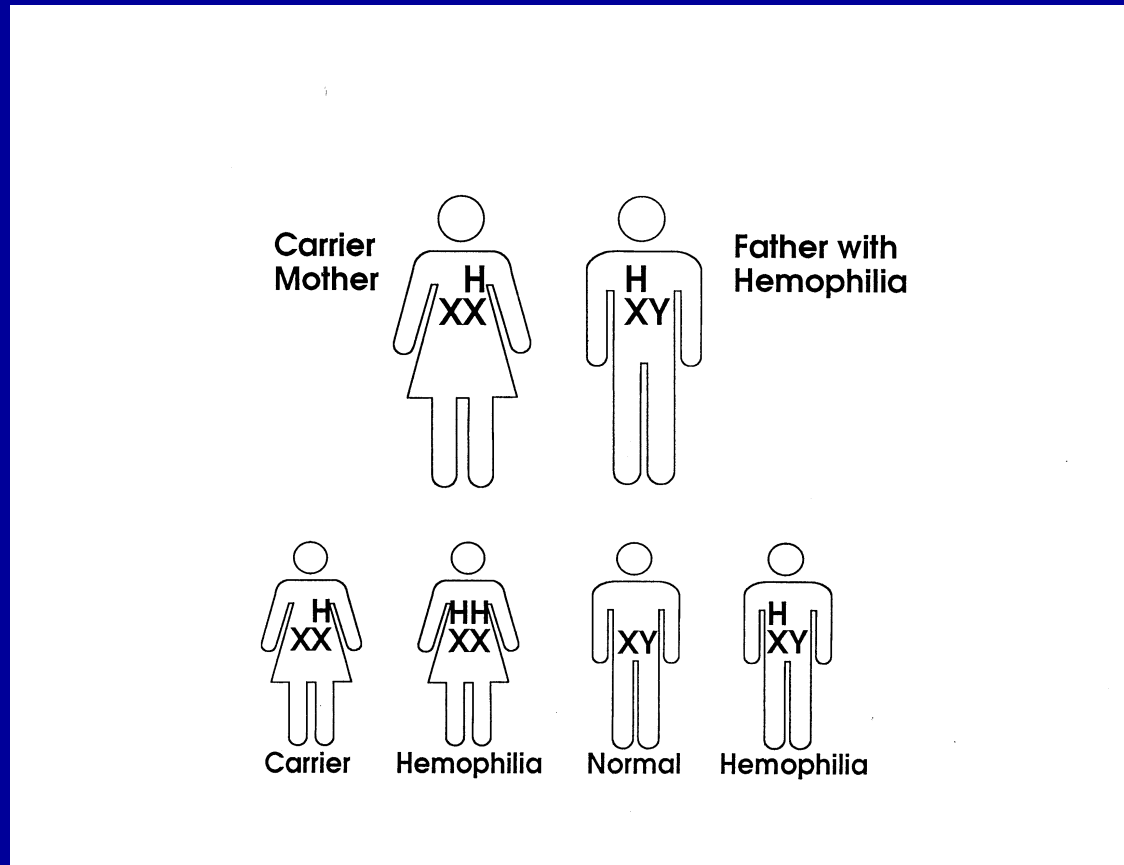 Carrier
Mother
H
XX
H
XY
Father with
Hemophilia
H
XX
HH
XX
XY
H
XY
Carrier
Hemophilia
Normal
Hemophilia